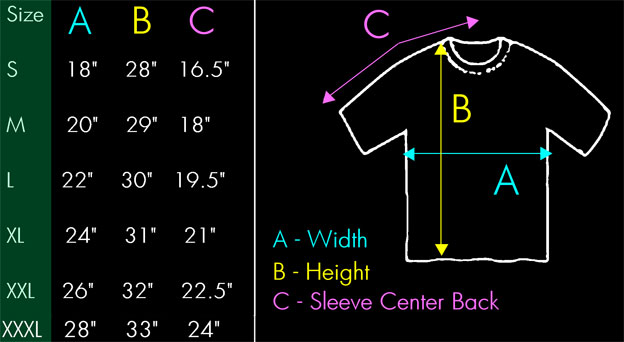 Size A B C
S 18" 28" 16.5"
M 20" 29" 18"
L 22" 30" 19.5"
XL 24" 31" 21"
XXL 26" 32" 22.5"
XXXL 28" 33" 24"
C
B
A
A - Width
B - Height
C - Sleeve Center Back